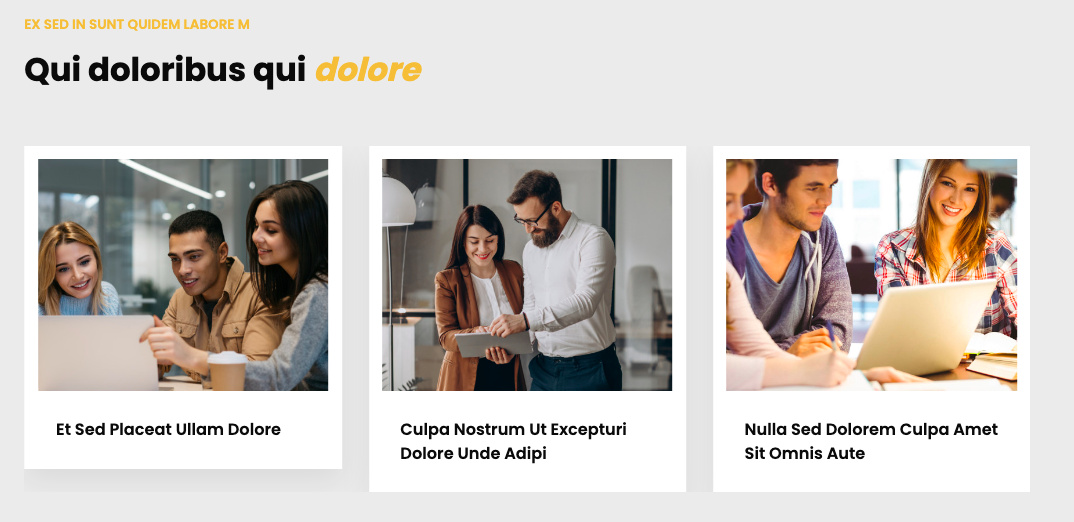 EX SED IN SUNT QUIDEM LABORE M
Qui doloribus qui dolore
Et Sed Placeat Ullam Dolore
Culpa Nostrum Ut Excepturi
Dolore Unde Adipi
Nulla Sed Dolorem Culpa Amet
Sit Omnis Aute